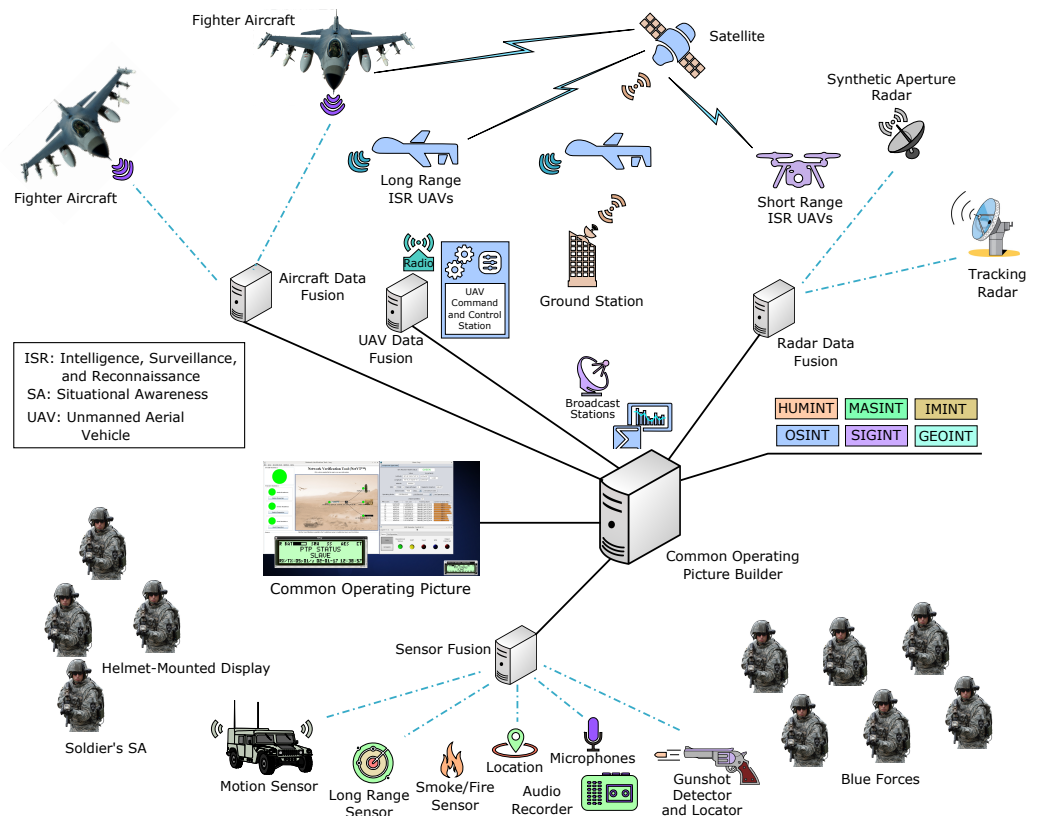 Fighter Aircraft
Satellite
Synthetic Aperture
Radar
Fighter Aircraft
Long Range
ISR UAVs
Short Range
ISR UAVs
Tracking
Radar
Aircraft Data
Fusion
Radio
UAV
Command
and Control
Station
Ground Station
UAV Data
Fusion
Radar Data
Fusion
ISR: Intelligence, Surveillance,
and Reconnaissance
SA: Situational Awareness
UAV: Unmanned Aerial
Vehicle
Broadcast
Stations
HUMINT
MASINT
IMINT
OSINT
SIGINT
GEOINT
PTP STATUS
SLAVE
Common Operating Picture
Common Operating
Picture Builder
Sensor Fusion
Helmet-Mounted Display
Soldier's SA
Motion Sensor
Long Range
Sensor
Smoke/Fire
Sensor
Location
Microphones
Audio
Recorder
Gunshot
Detector
and Locator
Blue Forces